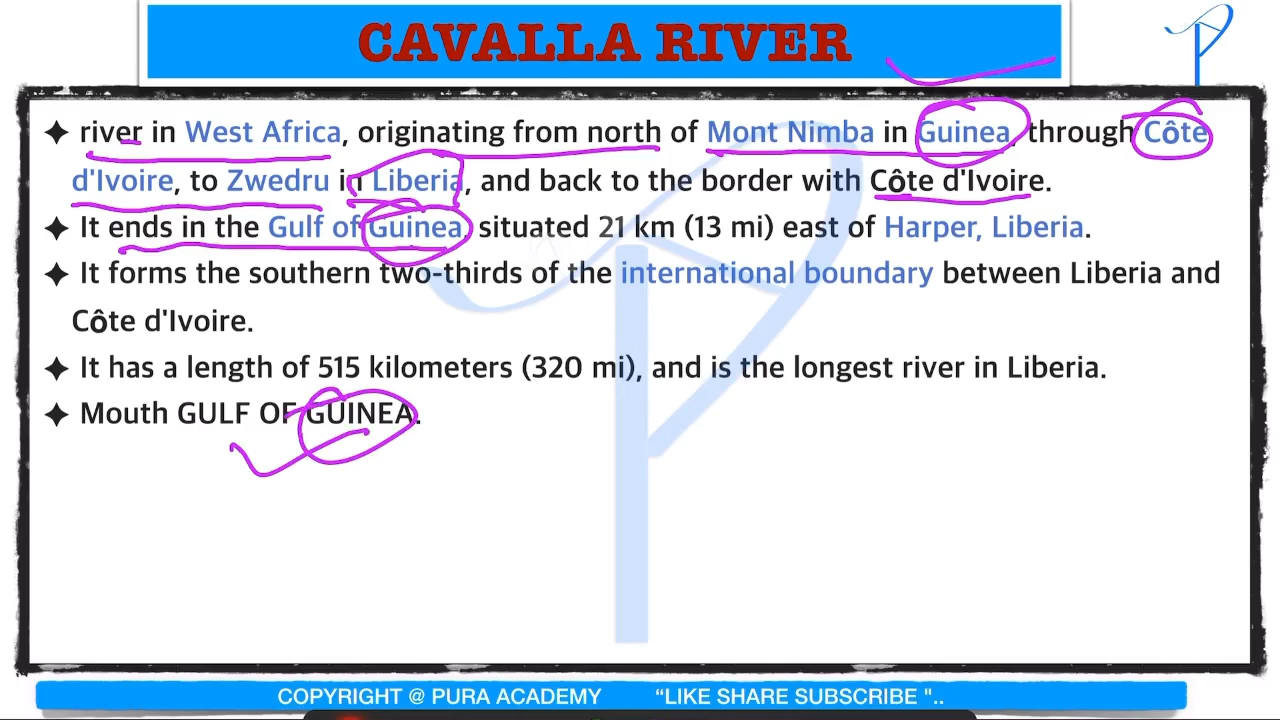 CAVALLA RIVER
✦ river in West Africa, originating from north of Mont Nimba in Guinea, through Côte
d'Ivoire, to Zwedru in Liberia, and back to the border with Côte d'Ivoire.
✦ It ends in the Gulf of Guinea, situated 21 km (13 mi) east of Harper, Liberia.
✦ It forms the southern two-thirds of the international boundary between Liberia and
Côte d'Ivoire.
✦ It has a length of 515 kilometers (320 mi), and is the longest river in Liberia.
✦ Mouth GULF OF GUINEA.
COPYRIGHT @ PURA ACADEMY “LIKE SHARE SUBSCRIBE "..